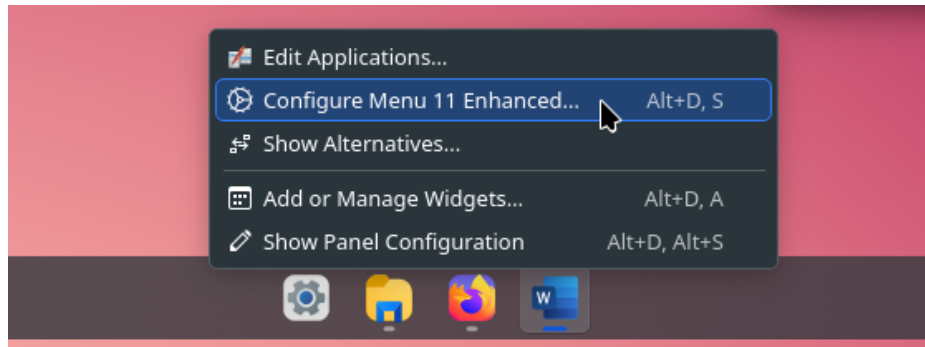 Edit Applications...
Configure Menu 11 Enhanced... Alt+D, S
Show Alternatives...
Add or Manage Widgets... Alt+D, A
Show Panel Configuration Alt+D, Alt+S
W